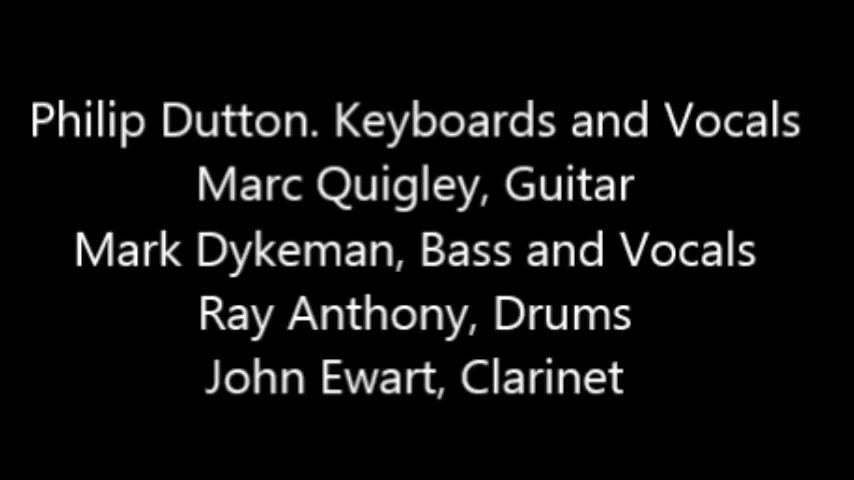 Philip Dutton. Keyboards and Vocals
Marc Quigley, Guitar
Mark Dykeman, Bass and Vocals
Ray Anthony, Drums
John Ewart, Clarinet